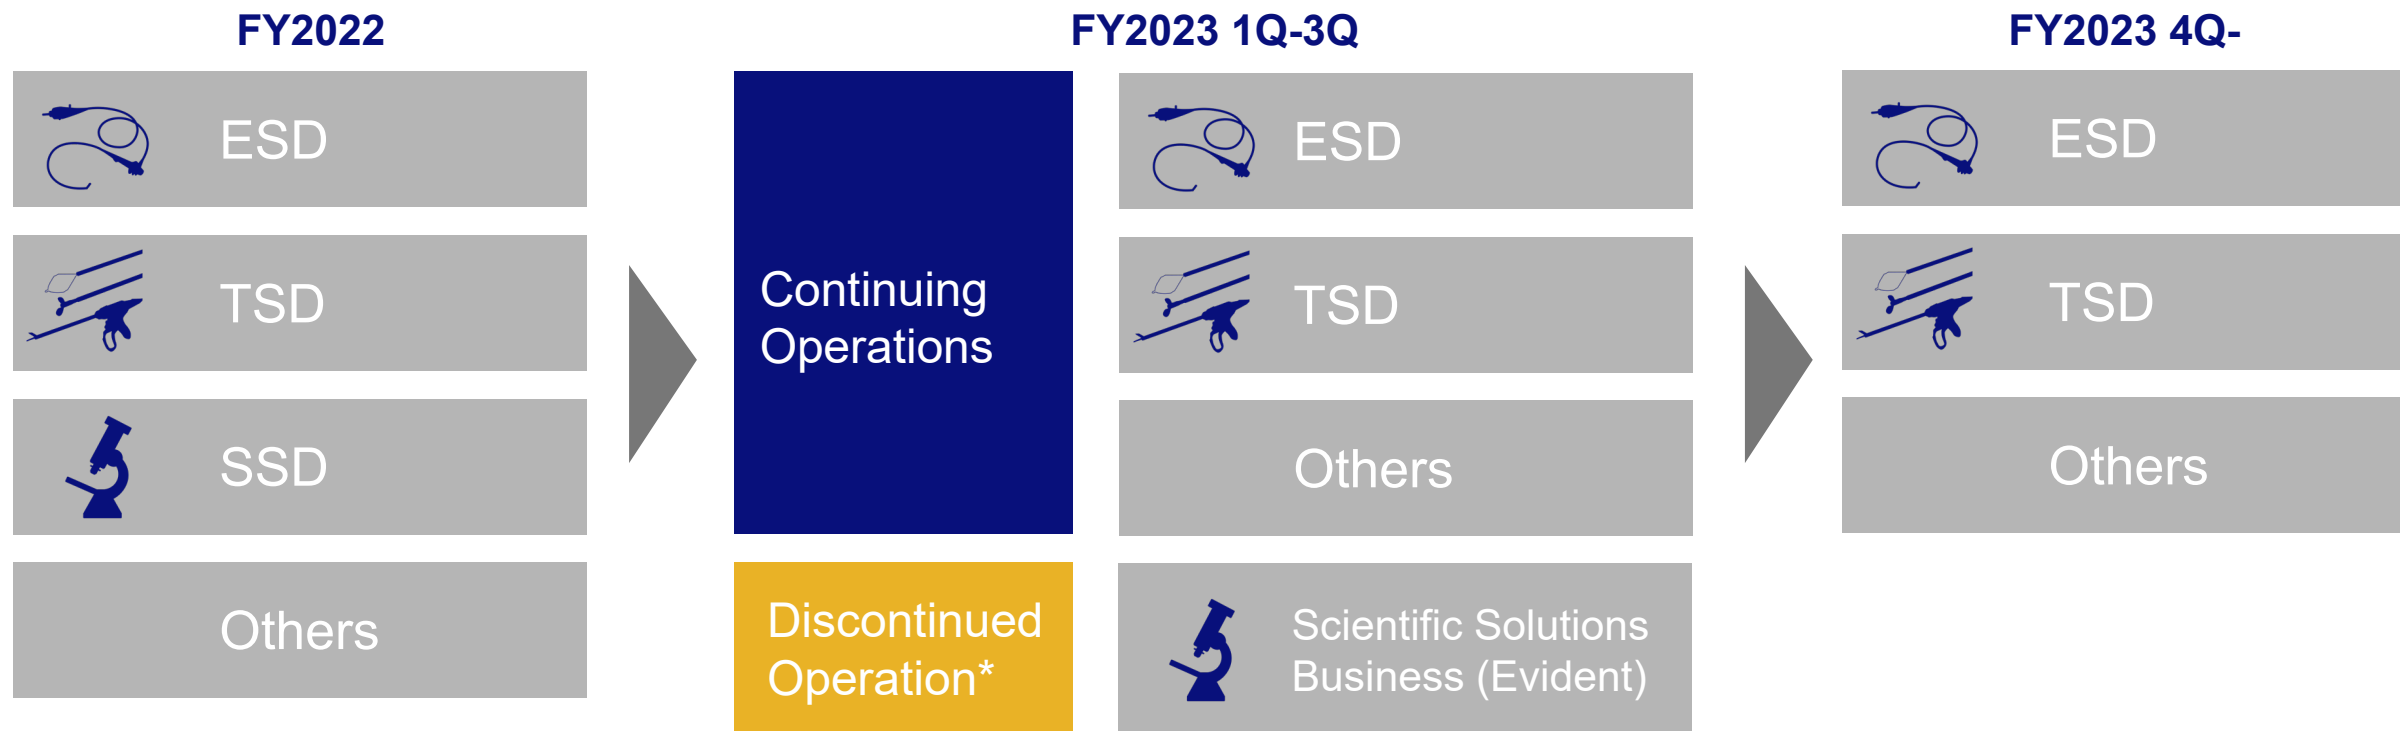 FY2022
ESD
TSD
SSD
Others
FY2023 1Q-3Q
Continuing
Operations
ESD
TSD
Others
Discontinued
Operation*
Scientific Solutions
Business (Evident)
FY2023 4Q-
ESD
TSD
Others